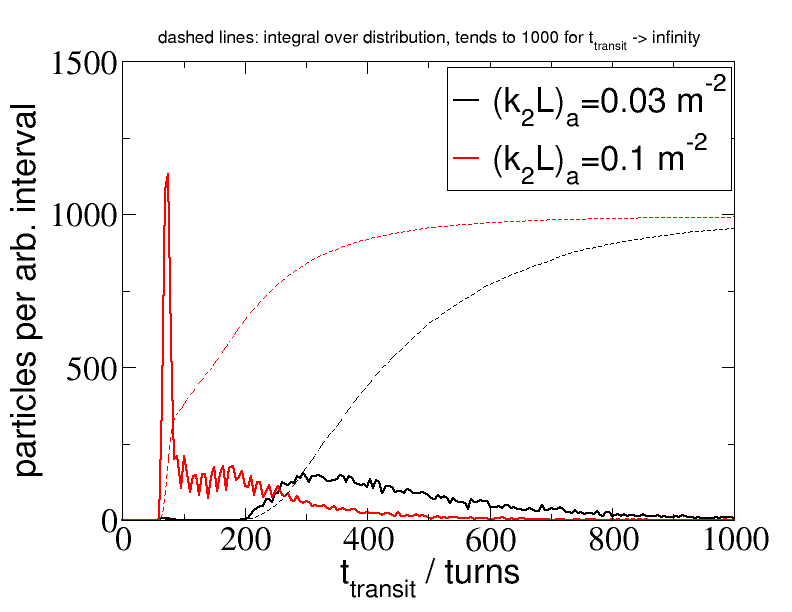 dashed lines: integral over distribution, tends to 1000 for t_transit -> infinity
(k_2L)_a=0.03 m^-2
(k_2L)_a=0.1 m^-2
particles per arb. interval
1500
1000
500
0
0 200 400 600 800 1000
t_transit / turns